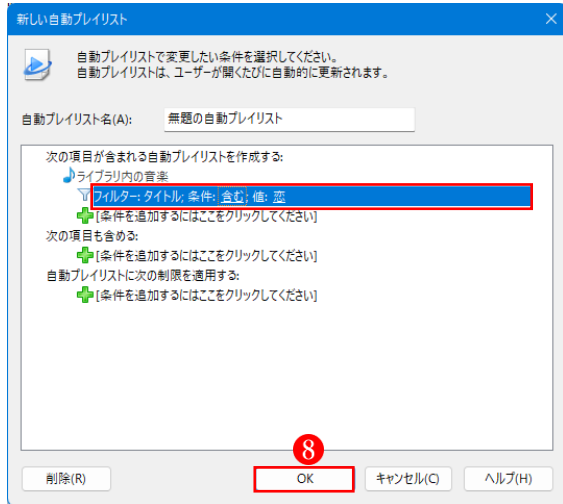 新しい自動プレイリスト
自動プレイリストで変更したい条件を選択してください。
自動プレイリストは、ユーザーが開くたびに自動的に更新されます。
自動プレイリスト名(A): 無題の自動プレイリスト
次の項目が含まれる自動プレイリストを作成する:
ライブラリ内の音楽
フィルター: タイトル; 条件: 含む; 値: 恋
[条件を追加するにはここをクリックしてください]
次の項目も含める:
[条件を追加するにはここをクリックしてください]
自動プレイリストに次の制限を適用する:
[条件を追加するにはここをクリックしてください]
8
削除(R) OK キャンセル(C) ヘルプ(H)